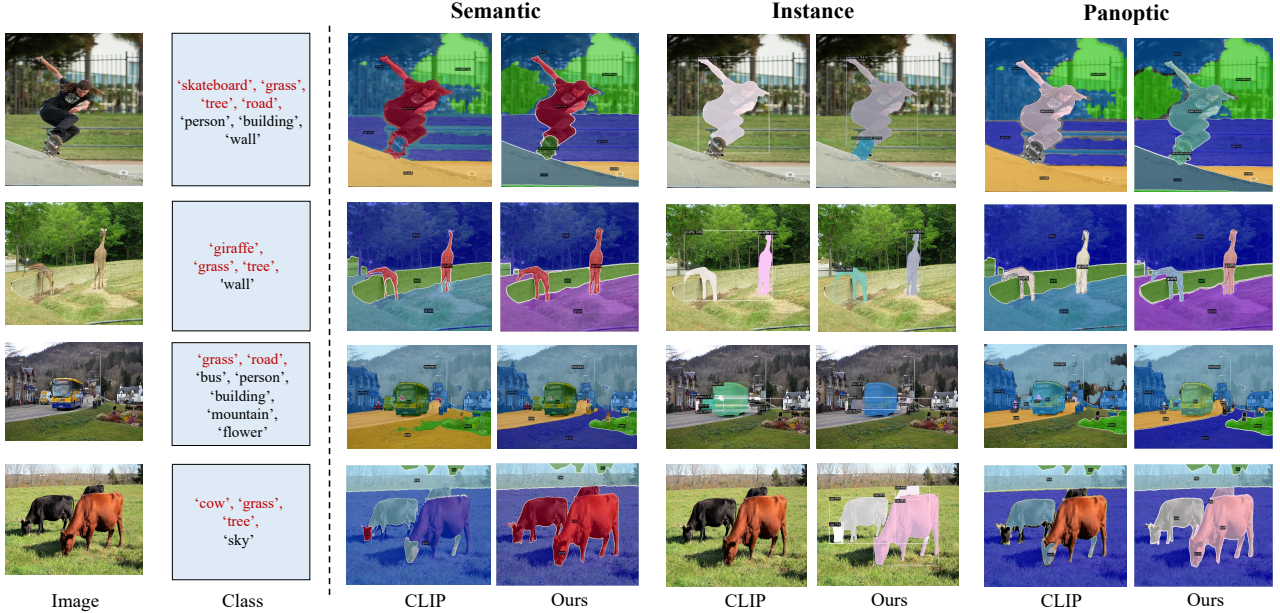 Semantic
Instance
Panoptic
‘skateboard’, ‘grass’,
‘tree’, ‘road’,
‘person’, ‘building’,
‘wall’
‘giraffe’,
‘grass’, ‘tree’,
'wall’
‘grass’, ‘road’,
‘bus’, ‘person’,
‘building’,
‘mountain’,
‘flower’
‘cow’, ‘grass’,
‘tree’,
‘sky’
Image
Class
CLIP
Ours
CLIP
Ours
CLIP
Ours